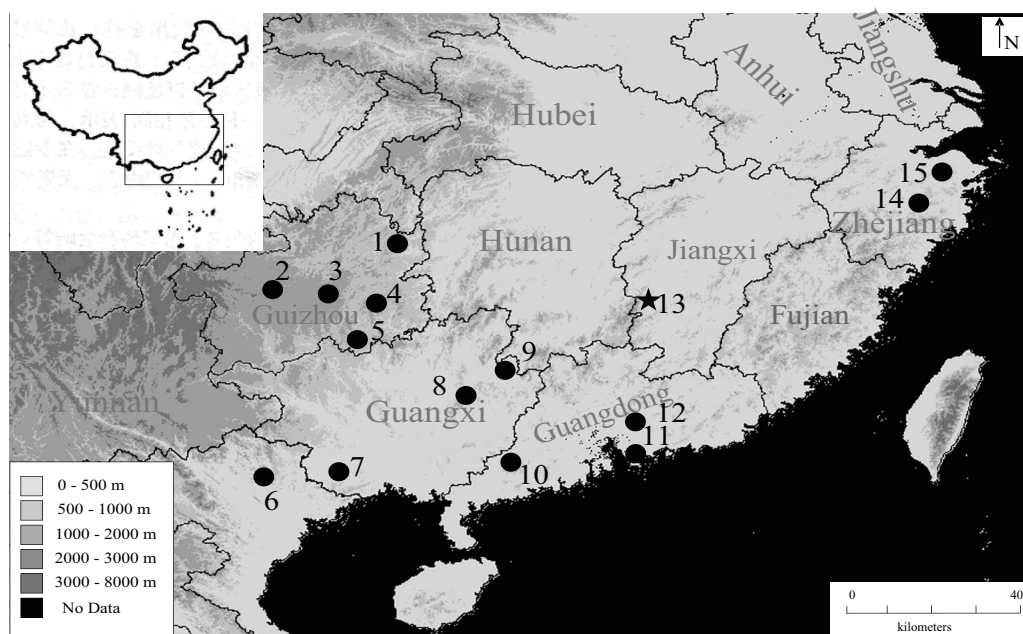 N
Jiangshu
Anhui
Hubei
15
14
Zhejiang
1
Hunan
Jiangxi
2
3
4
13
Guizhou
Fujian
5
9
8
Yunnan
Guangxi
Guangdong
12
11
7
10
6
0 - 500 m
500 - 1000 m
1000 - 2000 m
2000 - 3000 m
3000 - 8000 m
No Data
0
40
kilometers